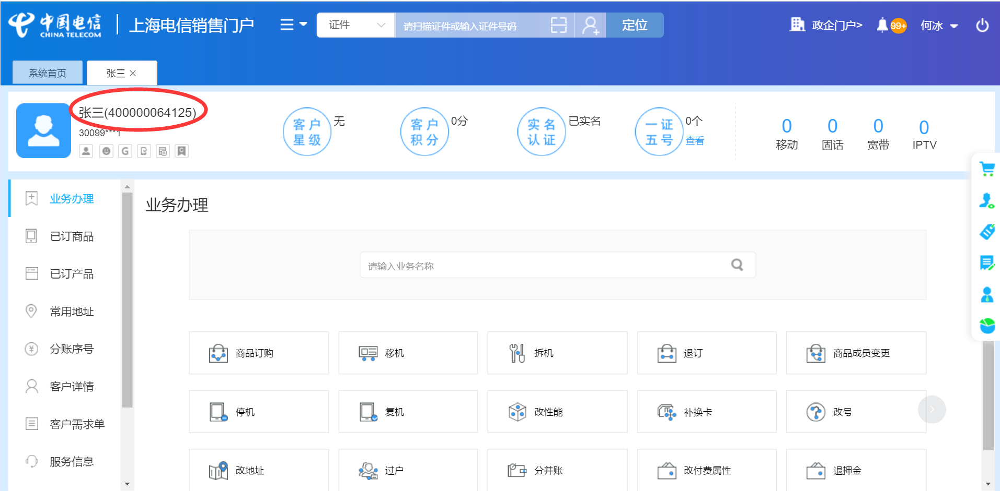 中国电信
CHINA TELECOM
上海电信销售门户
证件
请扫描证件或输入证件号码
定位
政企门户>
99+
何冰
系统首页
张三 ×
张三(400000064125)
30099****1
G
C
客户星级
无
客户积分
0分
实名认证
已实名
一证五号
0个
查看
0
移动
0
固话
0
宽带
0
IPTV
业务办理
已订商品
已订产品
常用地址
分账序号
客户详情
客户需求单
服务信息
业务办理
请输入业务名称
商品订购
移机
拆机
退订
商品成员变更
停机
复机
改性能
补换卡
改号
改地址
过户
分并账
改付费属性
退押金